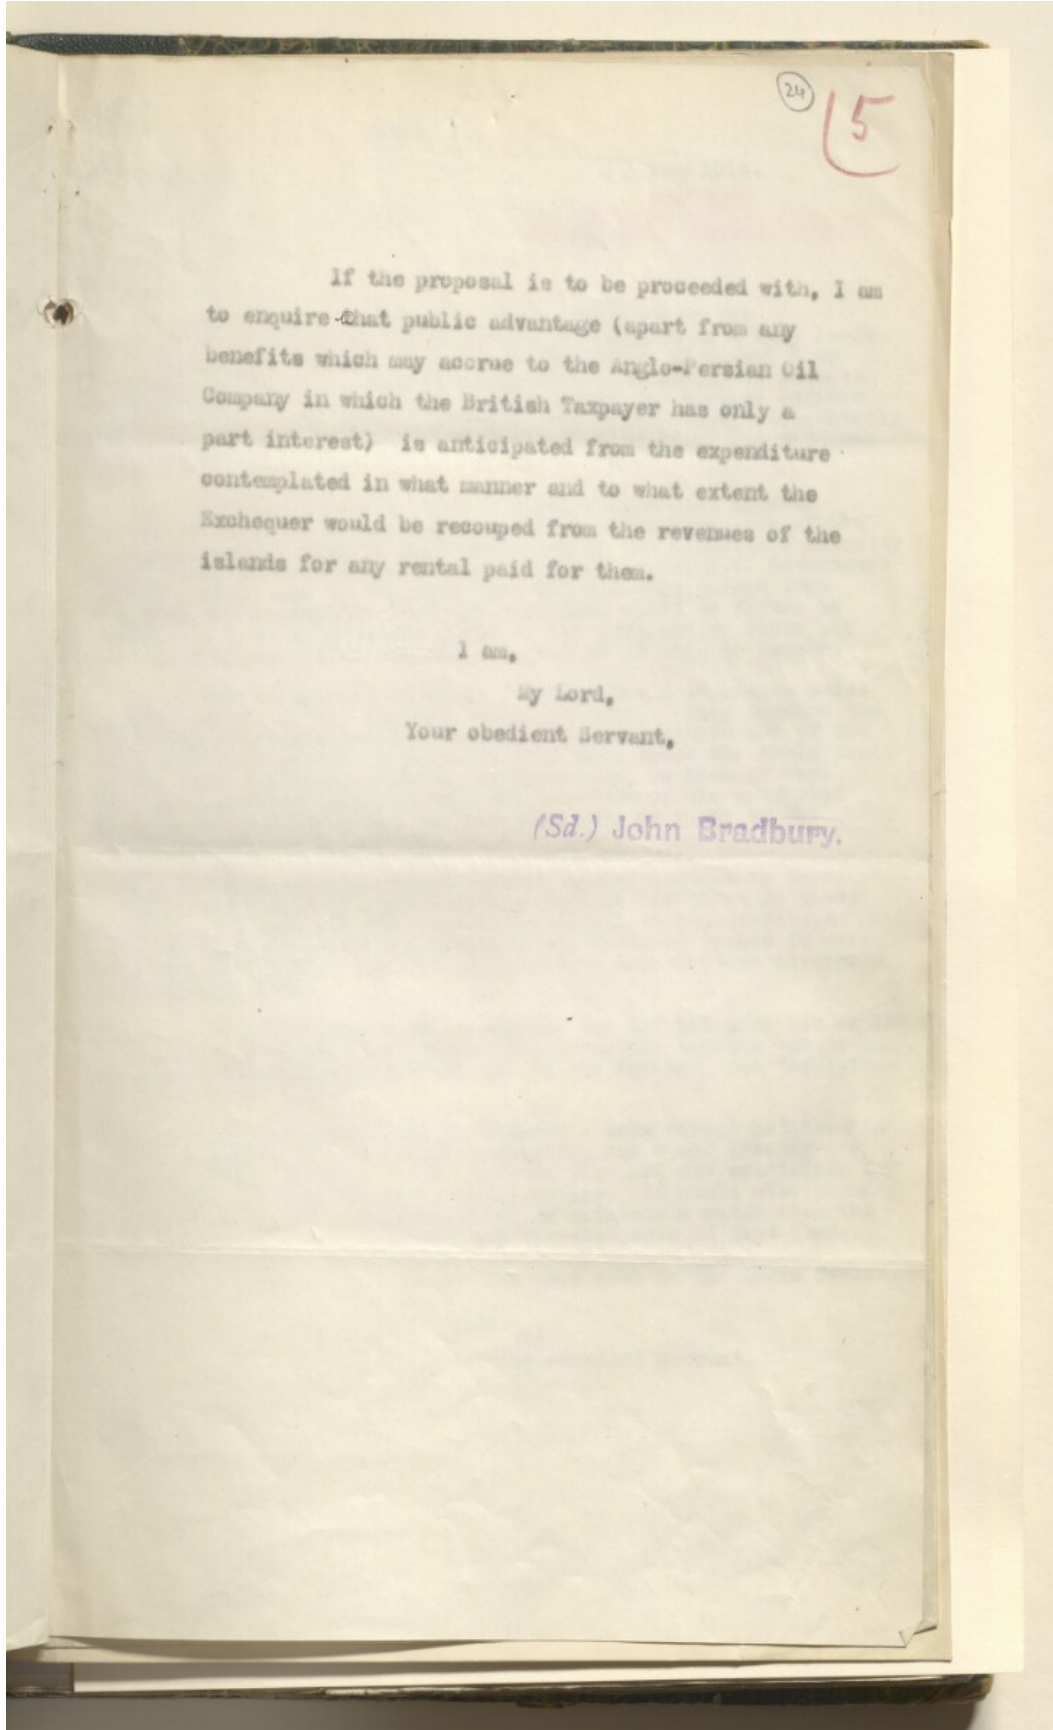 24
5
If the proposal is to be proceeded with, I am
to enquire what public advantage (apart from any
benefits which may accrue to the Anglo-Persian Oil
Company in which the British Taxpayer has only a
part interest) is anticipated from the expenditure
contemplated in what manner and to what extent the
Exchequer would be recouped from the revenues of the
islands for any rental paid for them.
I am,
My Lord,
Your obedient Servant,
(Sd.) John Bradbury.